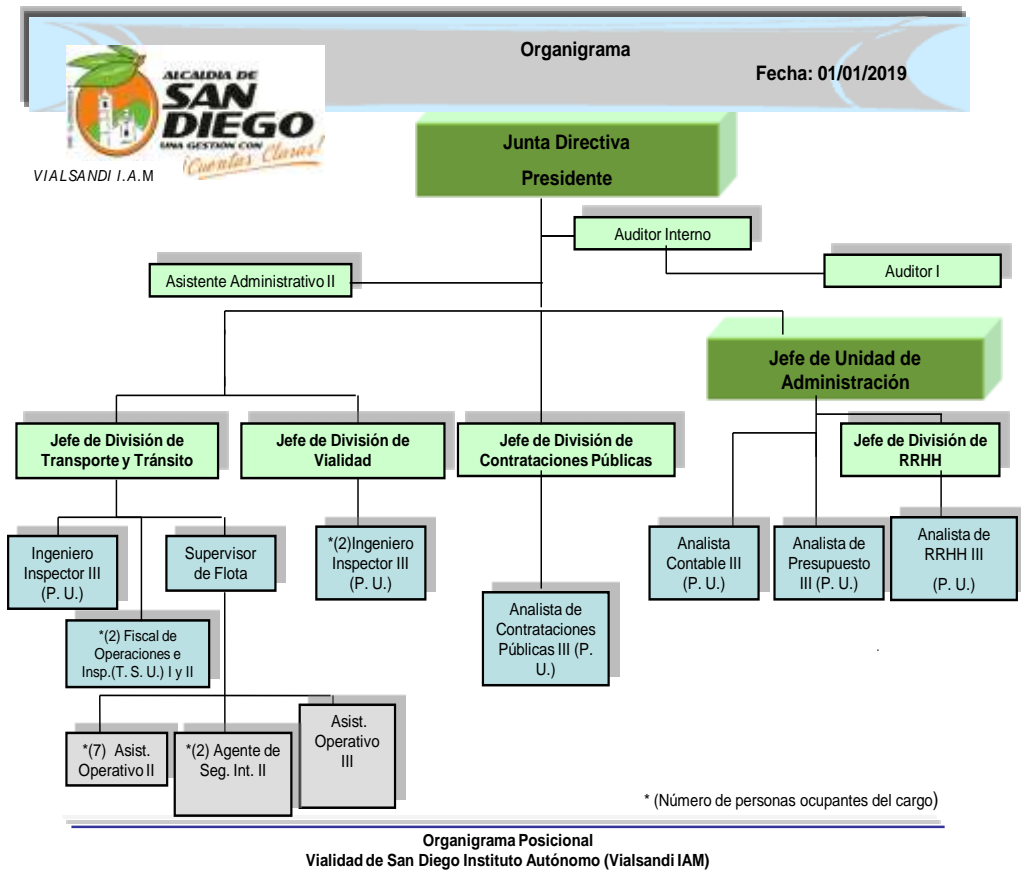 Organigrama
Fecha: 01/01/2019
ALCALDIA DE
SAN
DIEGO
UNA GESTION CON
¡Cuentas Claras!
VIALSANDI I.A.M
Junta Directiva
Presidente
Auditor Interno
Auditor I
Asistente Administrativo II
Jefe de Unidad de
Administración
Jefe de División de
Transporte y Tránsito
Jefe de División de
Vialidad
Jefe de División de
Contrataciones Públicas
Jefe de División de
RRHH
Ingeniero
Inspector III
(P. U.)
Supervisor
de Flota
*(2)Ingeniero
Inspector III
(P. U.)
Analista
Contable III
(P. U.)
Analista de
Presupuesto
III (P. U.)
Analista de
RRHH III
(P. U.)
*(2) Fiscal de
Operaciones e
Insp.(T. S. U.) I y II
Analista de
Contrataciones
Públicas III (P.
U.)
*(7) Asist.
Operativo II
*(2) Agente de
Seg. Int. II
Asist.
Operativo
III
* (Número de personas ocupantes del cargo)
Organigrama Posicional
Vialidad de San Diego Instituto Autónomo (Vialsandi IAM)